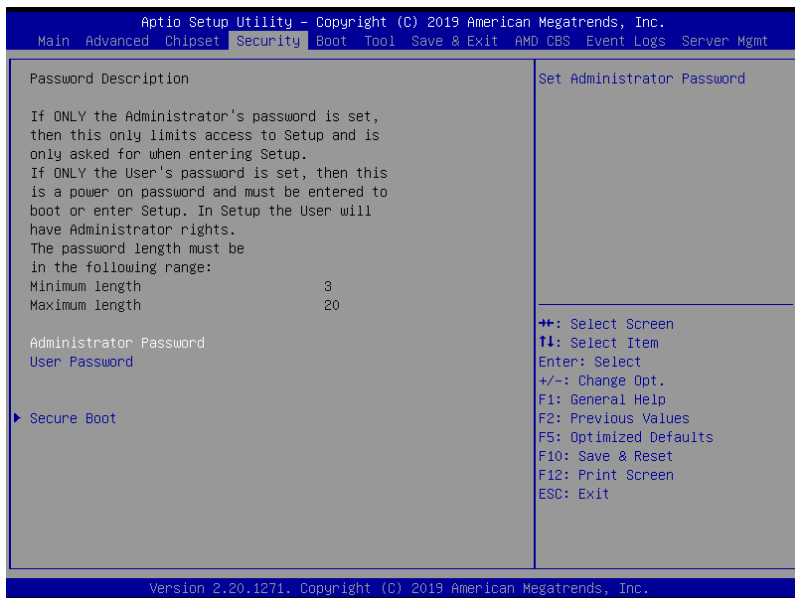 Aptio Setup Utility – Copyright (C) 2019 American Megatrends, Inc.
Main Advanced Chipset Security Boot Tool Save & Exit AMD CBS Event Logs Server Mgmt
Password Description
If ONLY the Administrator's password is set,
then this only limits access to Setup and is
only asked for when entering Setup.
If ONLY the User's password is set, then this
is a power on password and must be entered to
boot or enter Setup. In Setup the User will
have Administrator rights.
The password length must be
in the following range:
Minimum length 3
Maximum length 20
Administrator Password
User Password
Secure Boot
Set Administrator Password
→←: Select Screen
↑↓: Select Item
Enter: Select
+/-: Change Opt.
F1: General Help
F2: Previous Values
F5: Optimized Defaults
F10: Save & Reset
F12: Print Screen
ESC: Exit
Version 2.20.1271. Copyright (C) 2019 American Megatrends, Inc.